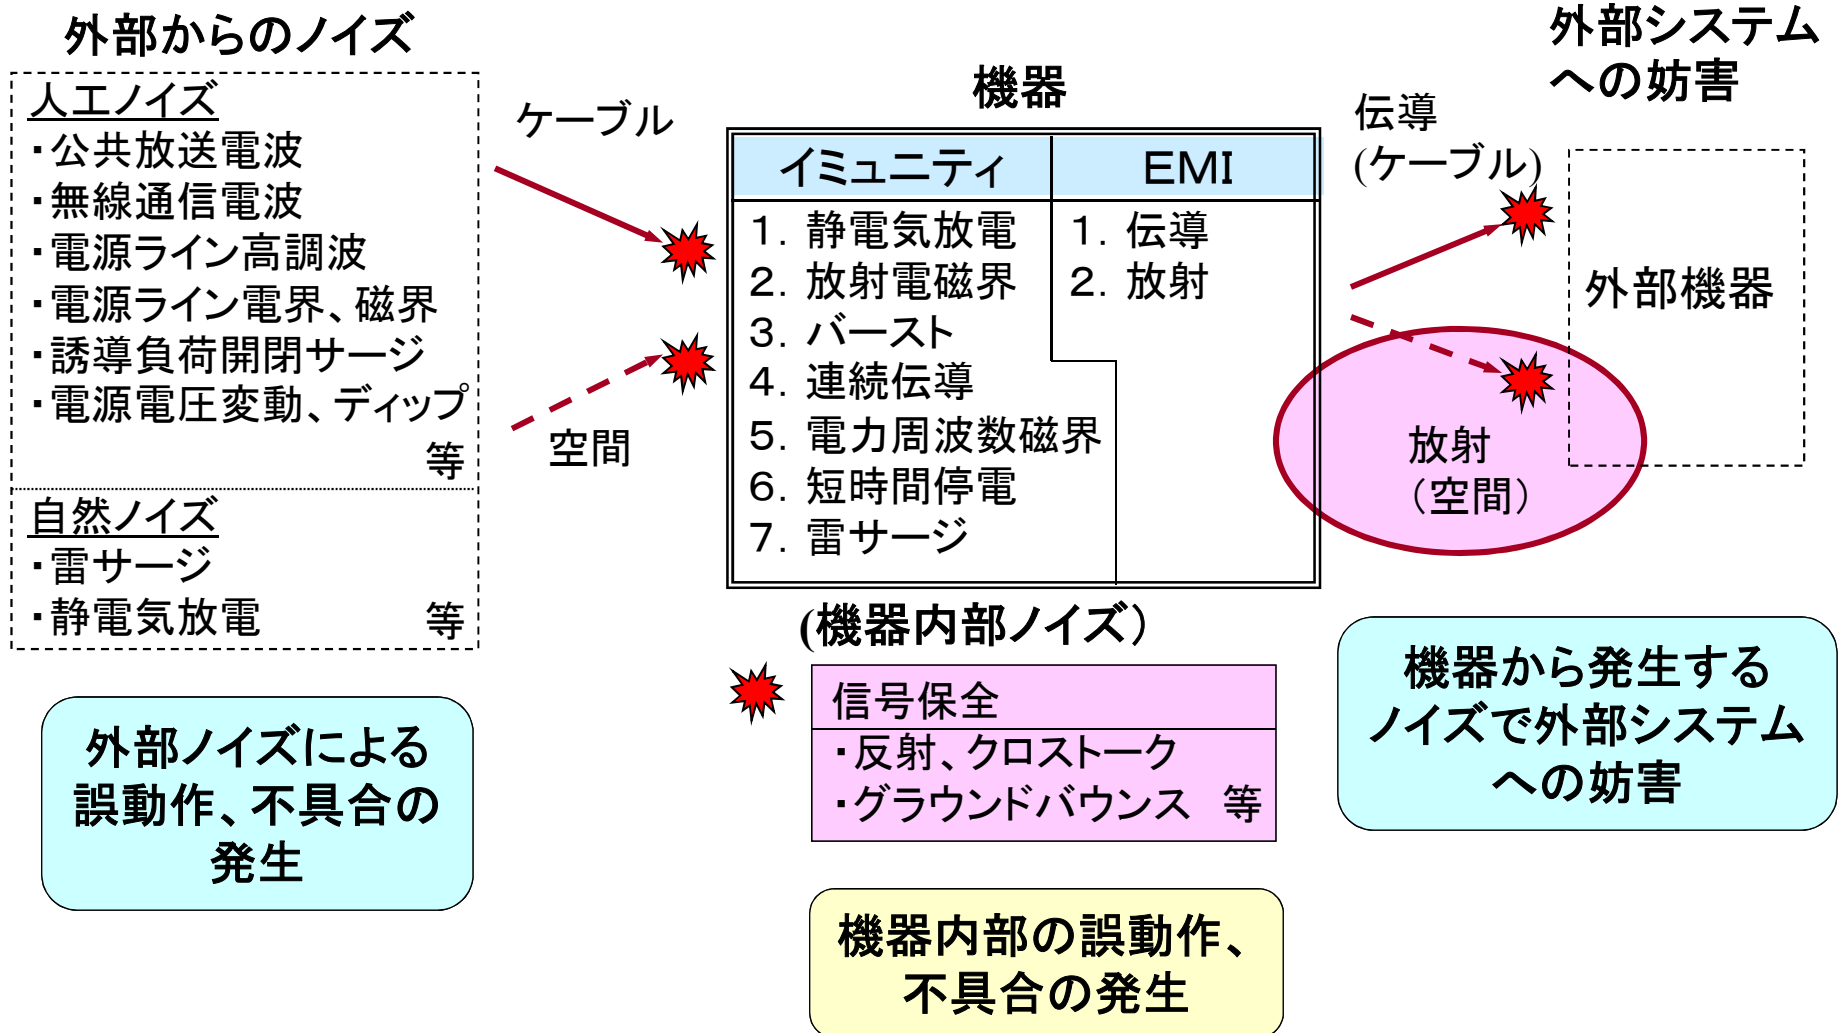 外部からのノイズ
人工ノイズ
・公共放送電波
・無線通信電波
・電源ライン高調波
・電源ライン電界、磁界
・誘導負荷開閉サージ
・電源電圧変動、ディップ
等
自然ノイズ
・雷サージ
・静電気放電 等
外部ノイズによる
誤動作、不具合の
発生
ケーブル
空間
機器
イミュニティ
1. 静電気放電
2. 放射電磁界
3. バースト
4. 連続伝導
5. 電力周波数磁界
6. 短時間停電
7. 雷サージ
EMI
1. 伝導
2. 放射
(機器内部ノイズ）
信号保全
・反射、クロストーク
・グラウンドバウンス 等
機器内部の誤動作、
不具合の発生
外部システム
への妨害
伝導
(ケーブル)
外部機器
放射
（空間）
機器から発生する
ノイズで外部システム
への妨害